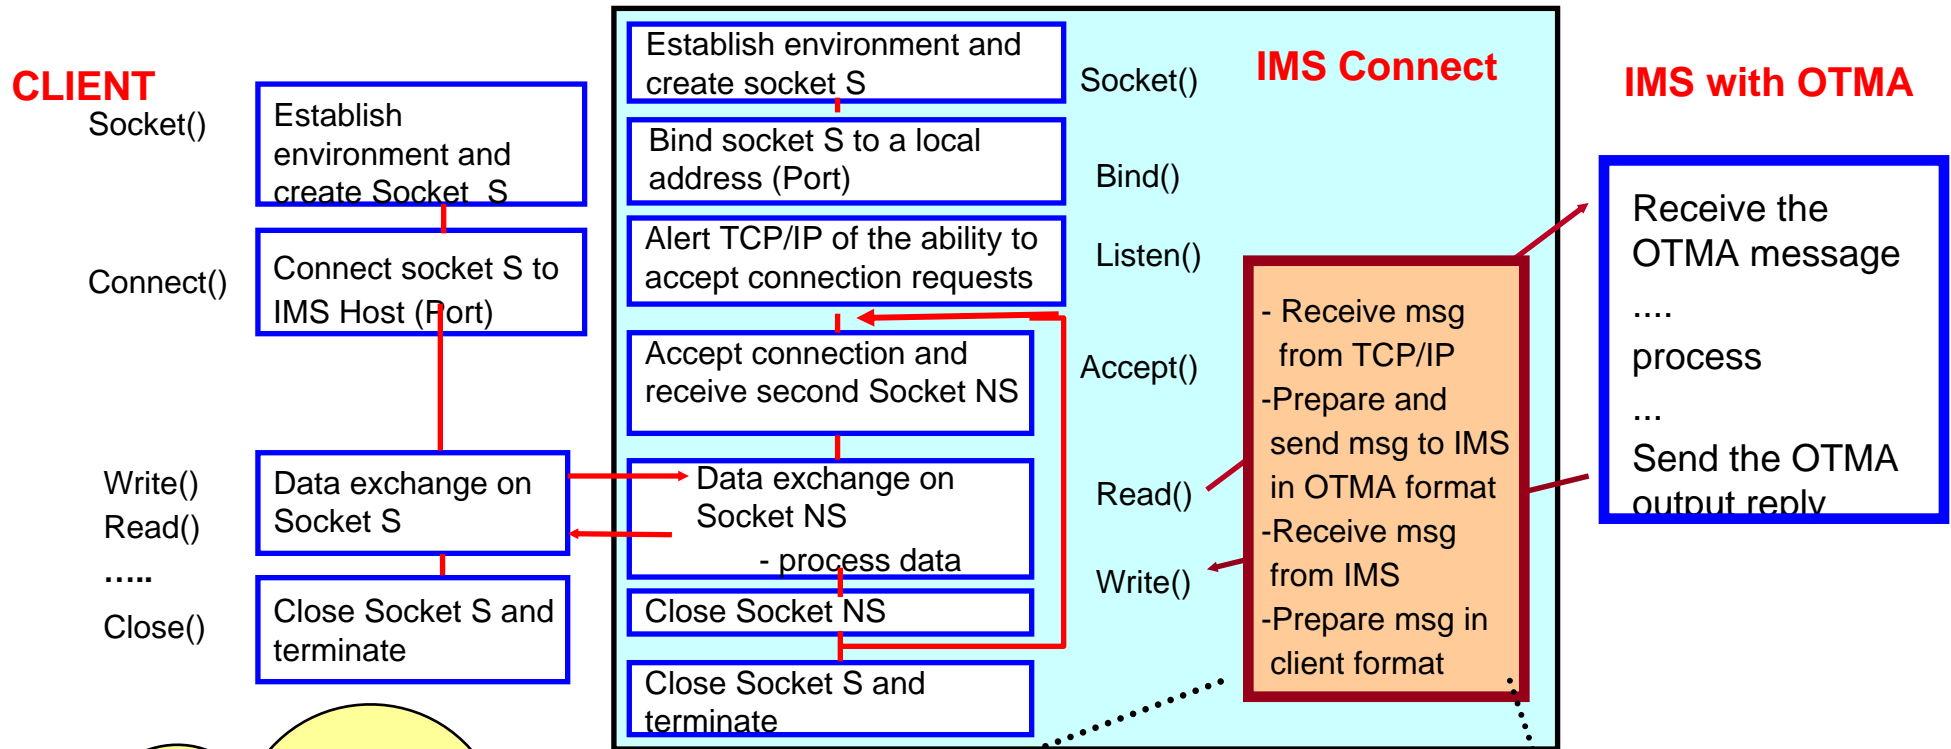 CLIENT
Socket()
Establish
environment and
create Socket  S
Connect()
Connect socket S to
IMS Host (Port)
Write()
Read()
.....
Close()
Data exchange on
Socket S
Close Socket S and
terminate
IMS Connect
Establish environment and
create socket S
Socket()
Bind socket S to a local
address (Port)
Bind()
Alert TCP/IP of the ability to
accept connection requests
Listen()
Accept connection and
receive second Socket NS
Accept()
Data exchange on
Socket NS
- process data
Read()
Write()
Close Socket NS
Close Socket S and
terminate
- Receive msg
from TCP/IP
-Prepare and
send msg to IMS
in OTMA format
-Receive msg
from IMS
-Prepare msg in
client format
IMS with OTMA
Receive the
OTMA message
....
process
...
Send the OTMA
output reply